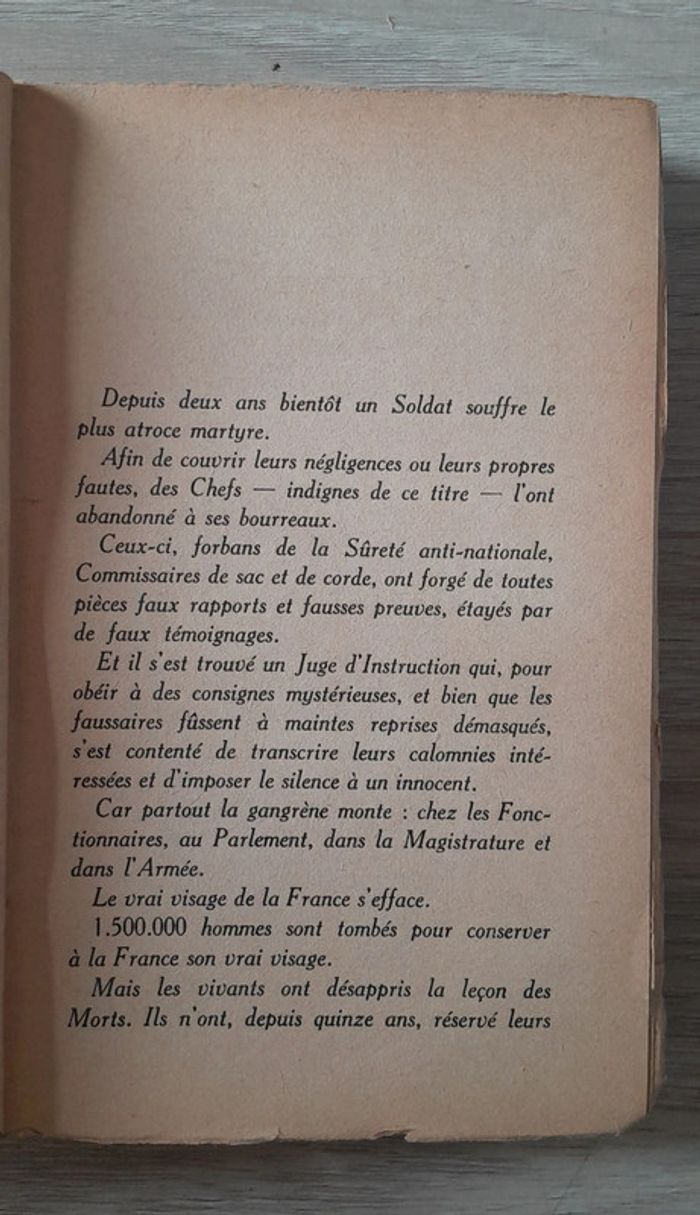 Depuis deux ans bientôt un Soldat souffre le
plus atroce martyre.
Afin de couvrir leurs négligences ou leurs propres
fautes, des Chefs — indignes de ce titre — l'ont
abandonné à ses bourreaux.
Ceux-ci, forbans de la Sûreté anti-nationale,
Commissaires de sac et de corde, ont forgé de toutes
pièces faux rapports et fausses preuves, étayés par
de faux témoignages.
Et il s'est trouvé un Juge d'Instruction qui, pour
obéir à des consignes mystérieuses, et bien que les
faussaires fûssent à maintes reprises démasqués,
s'est contenté de transcrire leurs calomnies inté-
ressées et d'imposer le silence à un innocent.
Car partout la gangrène monte : chez les Fonc-
tionnaires, au Parlement, dans la Magistrature et
dans l'Armée.
Le vrai visage de la France s'efface.
1.500.000 hommes sont tombés pour conserver
à la France son vrai visage.
Mais les vivants ont désappris la leçon des
Morts. Ils n'ont, depuis quinze ans, réservé leurs